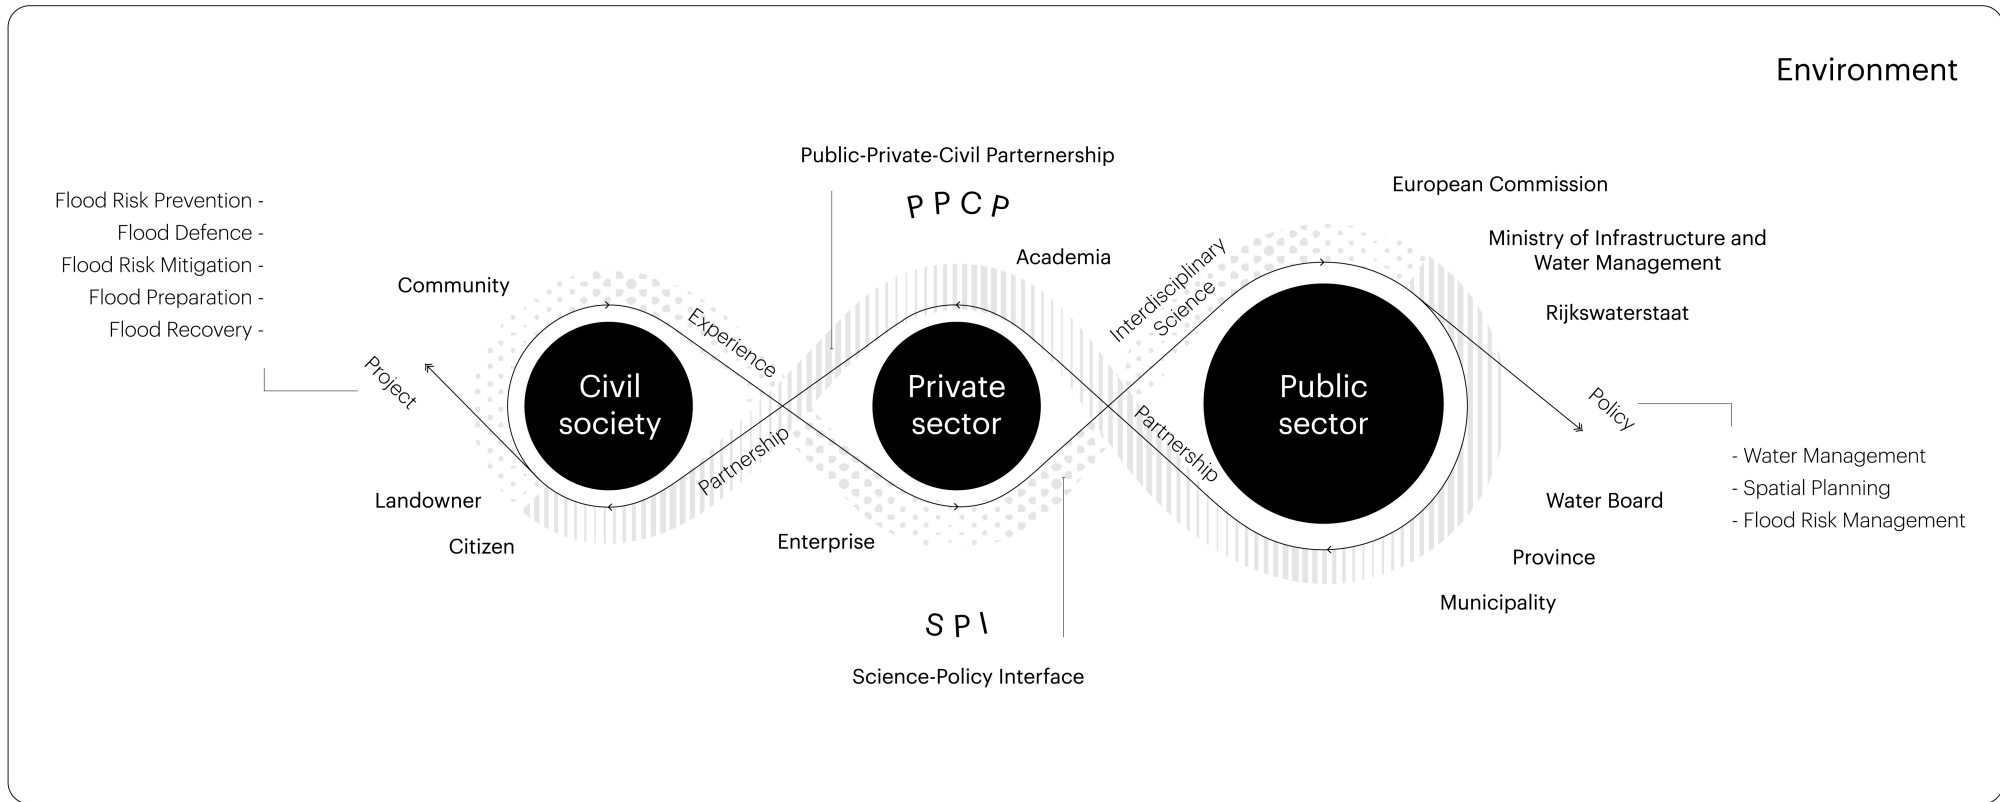 Environment
Public-Private-Civil Parternership
P P C P
European Commission
Flood Risk Prevention -
Flood Defence -
Flood Risk Mitigation -
Flood Preparation -
Flood Recovery -
Ministry of Infrastructure and
Water Management
Academia
Interdisciplinary
Science
Community
Rijkswaterstaat
Experience
Project
Civil
society
Private
sector
Public
sector
Policy
Partnership
Partnership
- Water Management
- Spatial Planning
- Flood Risk Management
Landowner
Citizen
Enterprise
Water Board
Province
Municipality
S P I
Science-Policy Interface